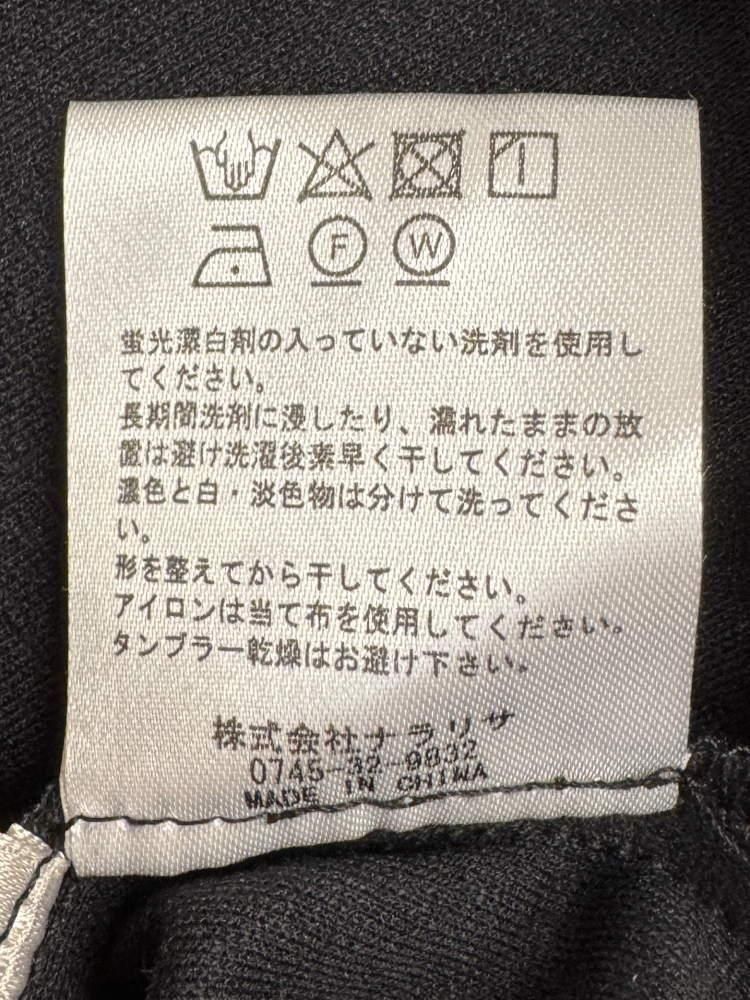 F W
蛍光漂白剤の入っていない洗剤を使用し
てください。
長期間洗剤に浸したり、濡れたままの放
置は避け洗濯後素早く干してください。
濃色と白・淡色物は分けて洗ってくださ
い。
形を整えてから干してください。
アイロンは当て布を使用してください。
タンブラー乾燥はお避け下さい。
株式会社ナラリサ
0745-32-9832
MADE IN CHINA